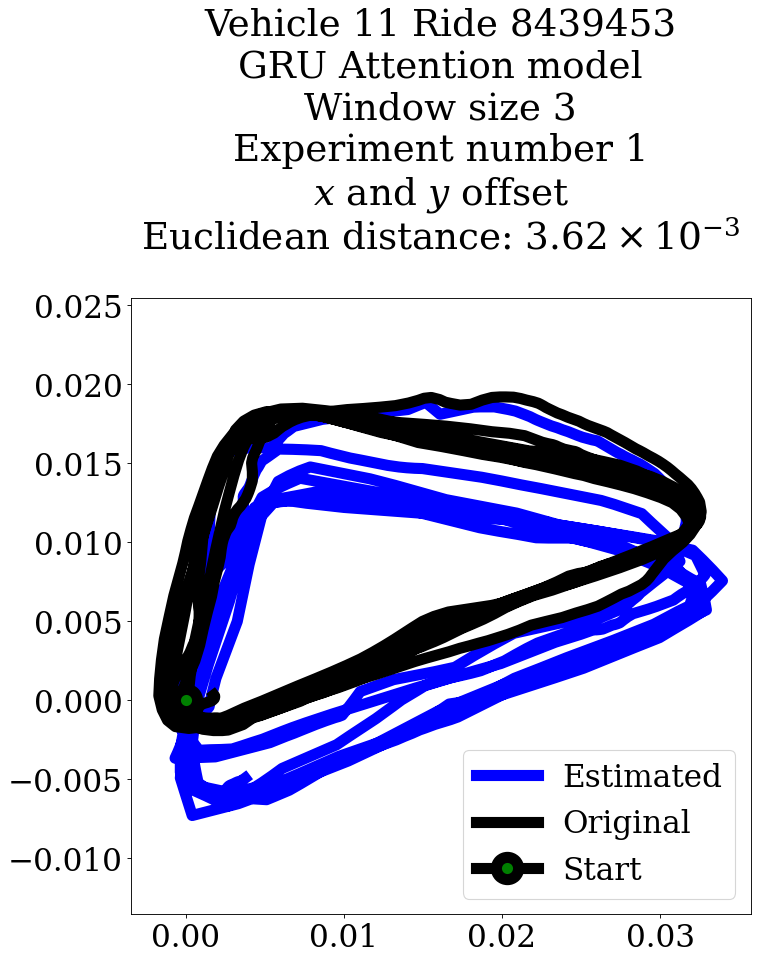 Vehicle 11 Ride 8439453
GRU Attention model
Window size 3
Experiment number 1
x and y offset
Euclidean distance: 3.62 × 10⁻³
0.025
0.020
0.015
0.010
0.005
0.000
−0.005
−0.010
Estimated
Original
Start
0.00 0.01 0.02 0.03